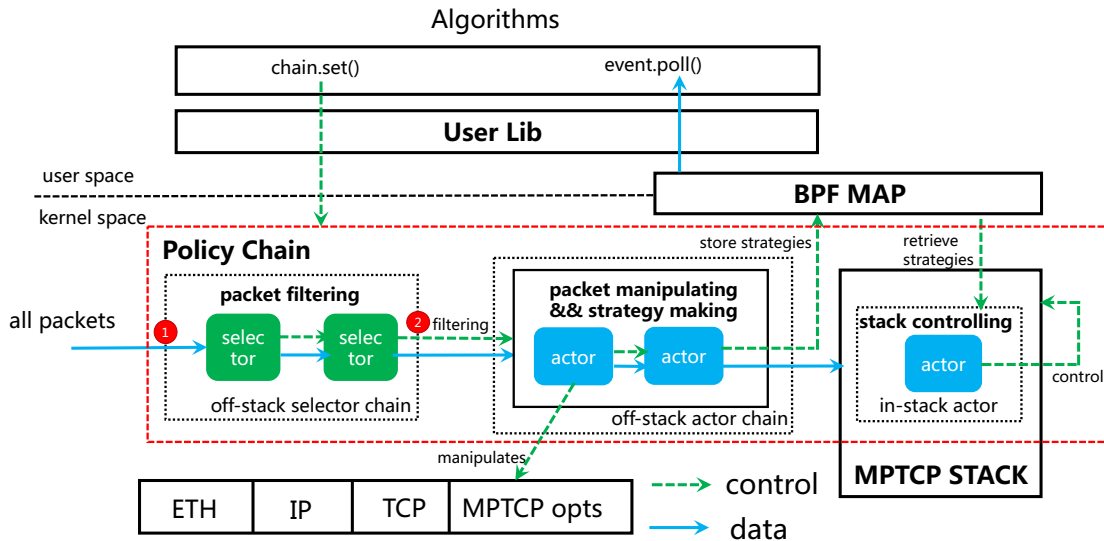 Algorithms
chain.set()
event.poll()
User Lib
user space
BPF MAP
kernel space
Policy Chain
store strategies
retrieve
strategies
packet filtering
packet manipulating
&& strategy making
all packets
1
2
filtering
selec
tor
selec
tor
actor
actor
stack controlling
actor
control
off-stack selector chain
off-stack actor chain
in-stack actor
manipulates
MPTCP STACK
ETH
IP
TCP
MPTCP opts
control
data